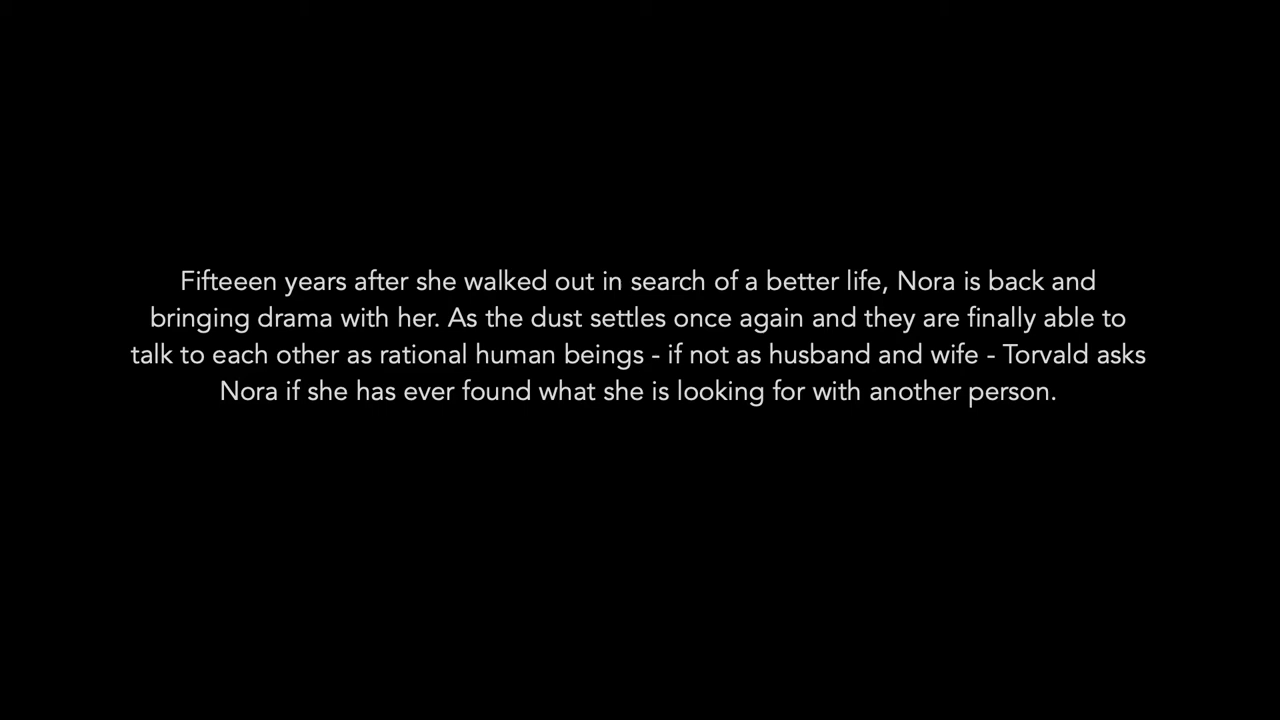 Fifteeen years after she walked out in search of a better life, Nora is back and
bringing drama with her. As the dust settles once again and they are finally able to
talk to each other as rational human beings - if not as husband and wife - Torvald asks
Nora if she has ever found what she is looking for with another person.